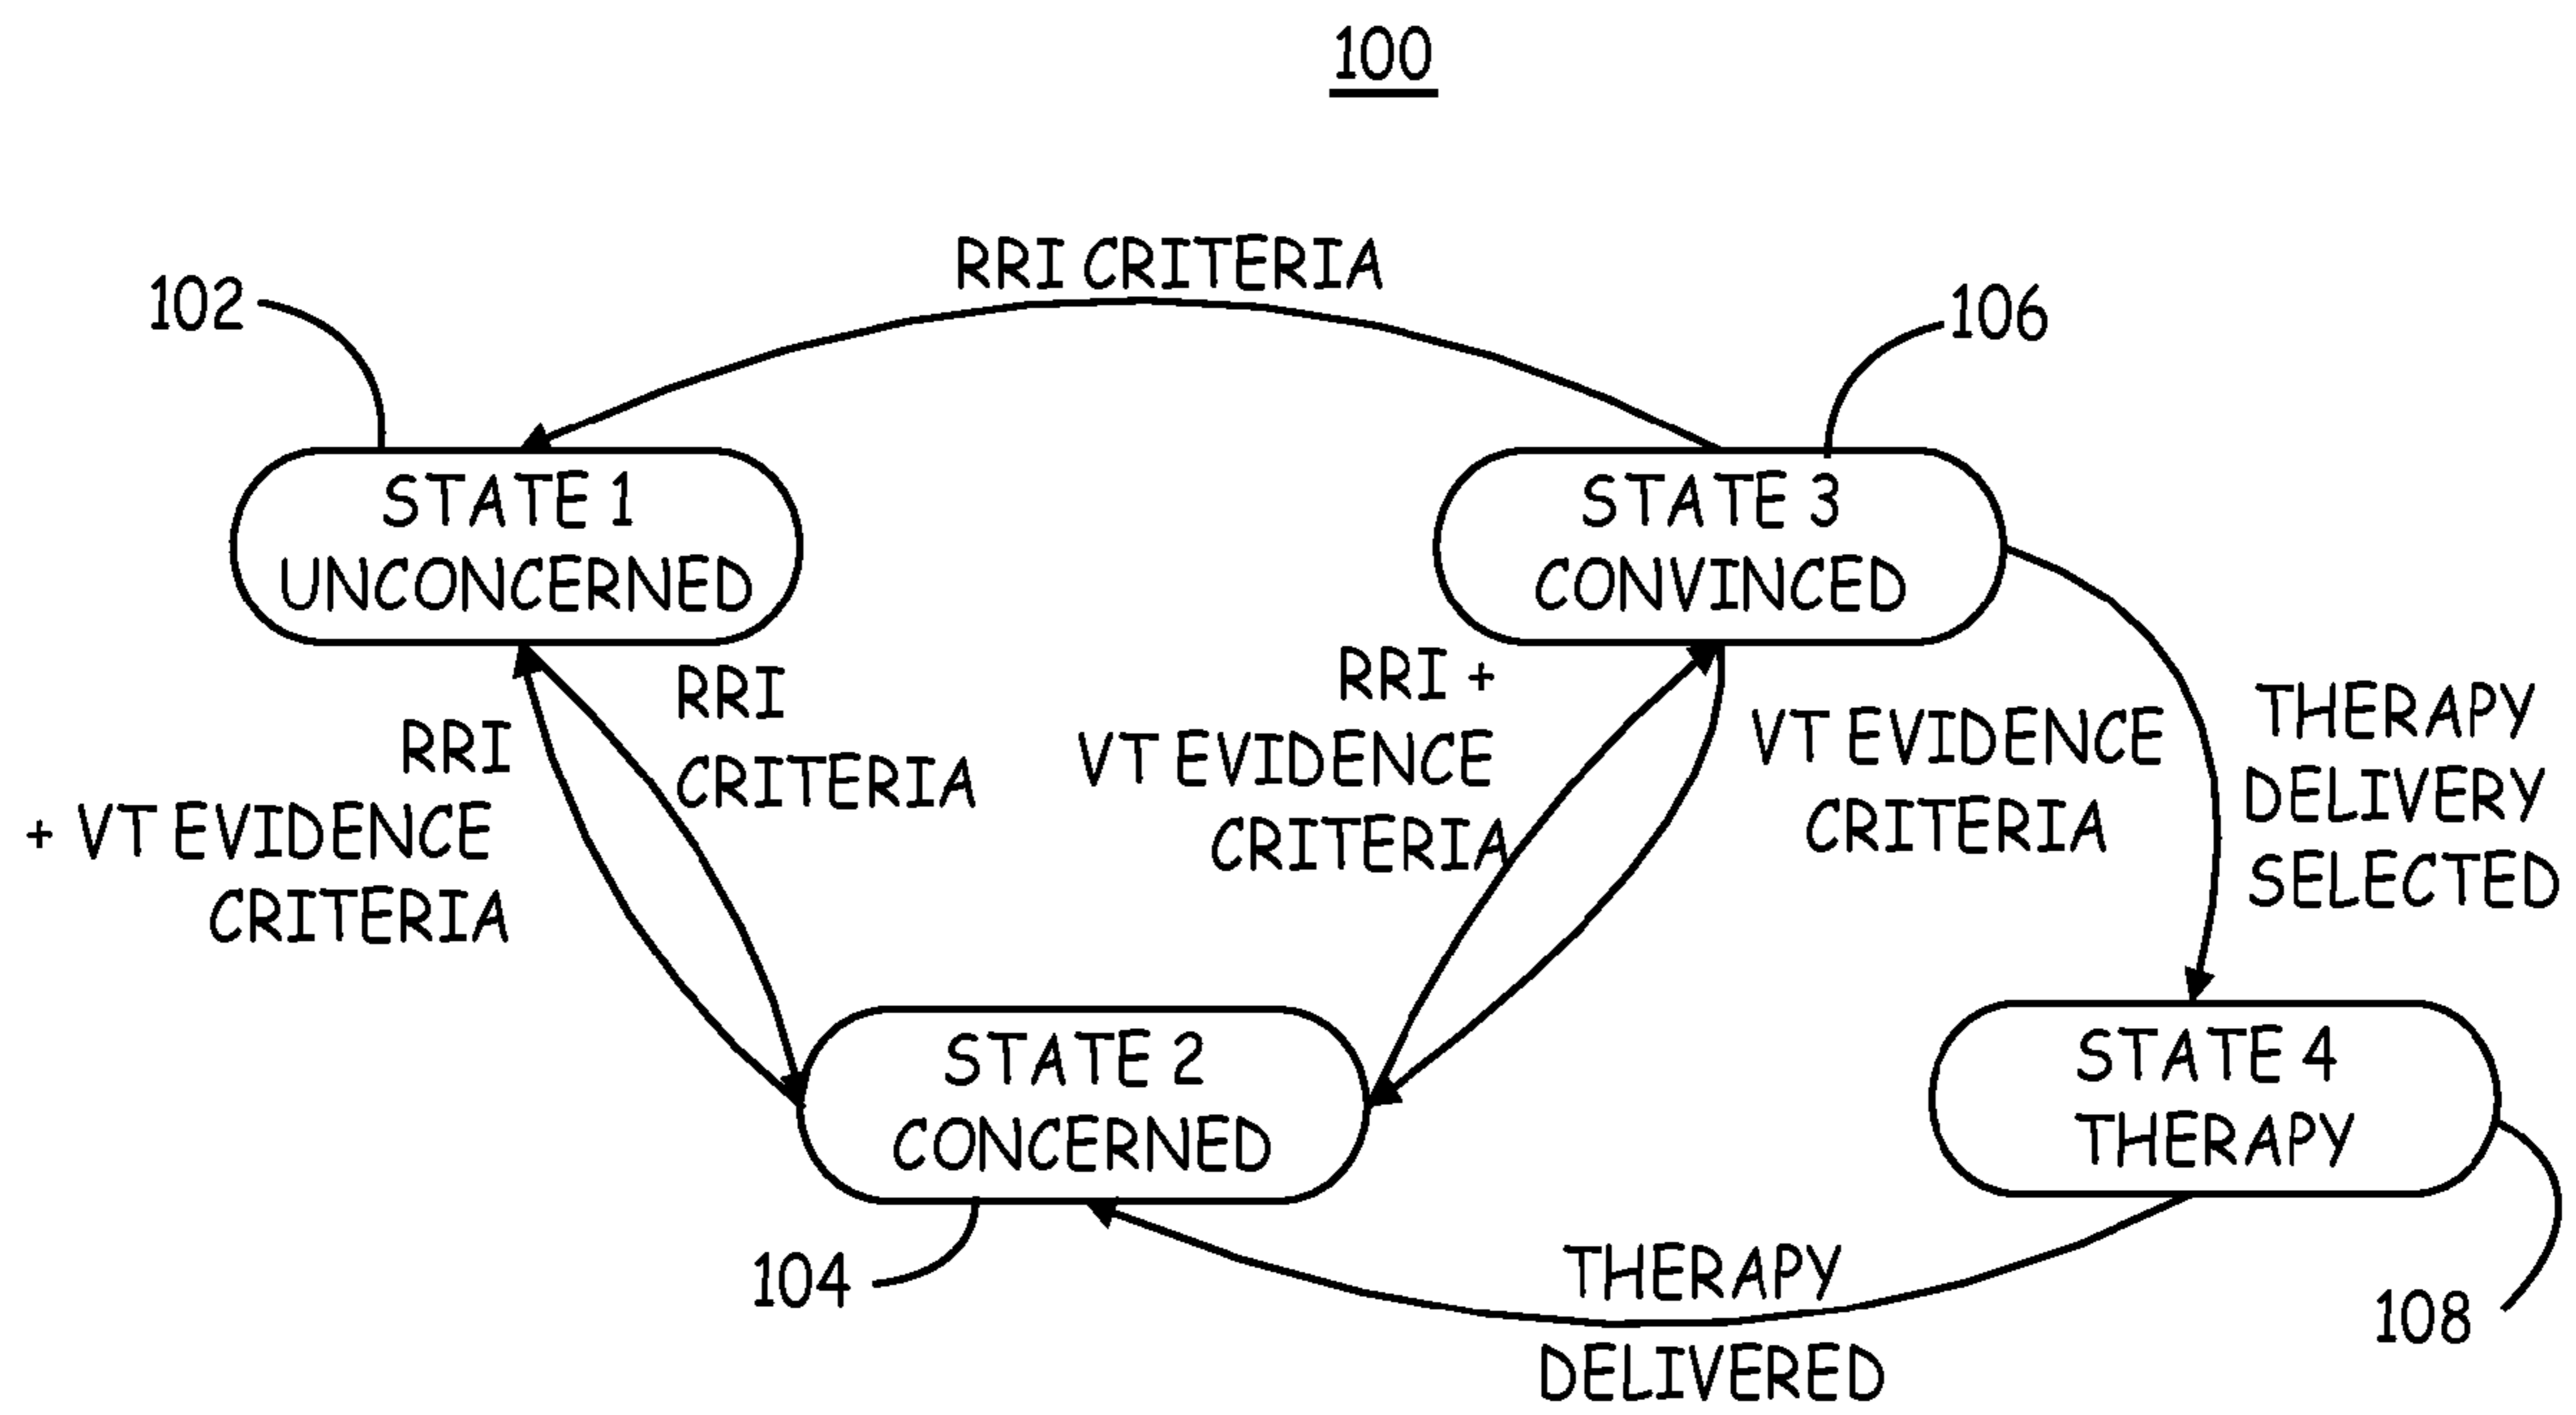 100
RRI CRITERIA
102
106
STATE 1
UNCONCERNED
STATE 3
CONVINCED
RRI
CRITERIA
RRI
+ VT EVIDENCE
CRITERIA
RRI +
VT EVIDENCE
CRITERIA
VT EVIDENCE
CRITERIA
THERAPY
DELIVERY
SELECTED
STATE 2
CONCERNED
STATE 4
THERAPY
104
THERAPY
DELIVERED
108